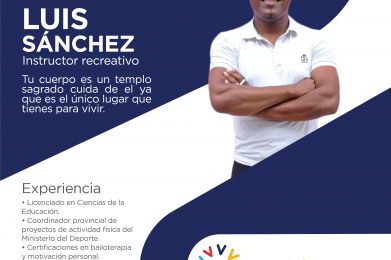 LUIS
SÁNCHEZ
Instructor recreativo
Tu cuerpo es un templo
sagrado cuida de el ya
que es el único lugar que
tienes para vivir.
Experiencia
• Licenciado en Ciencias de la
Educación.
• Coordinador provincial de
proyectos de actividad física del
Ministerio del Deporte
• Certificaciones en bailoterapia
y motivación personal.